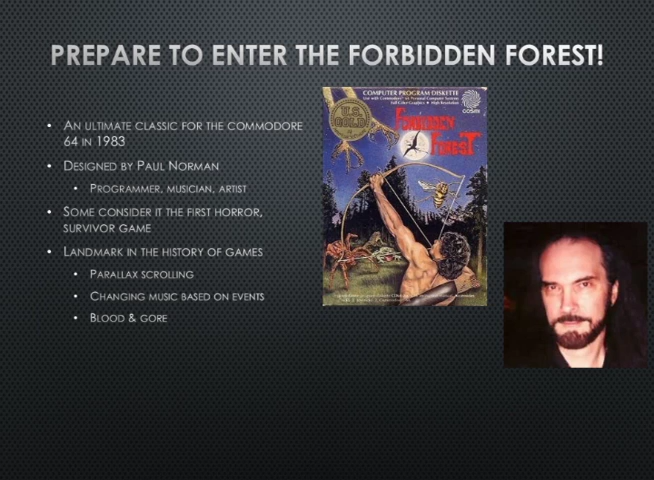 PREPARE TO ENTER THE FORBIDDEN FOREST!
• AN ULTIMATE CLASSIC FOR THE COMMODORE
64 IN 1983
• DESIGNED BY PAUL NORMAN
• PROGRAMMER, MUSICIAN, ARTIST
• SOME CONSIDER IT THE FIRST HORROR,
SURVIVOR GAME
• LANDMARK IN THE HISTORY OF GAMES
• PARALLAX SCROLLING
• CHANGING MUSIC BASED ON EVENTS
• BLOOD & GORE
COMPUTER PROGRAM DISKETTE
U.S.
GOLD
COSMI
FORBIDDEN
FOREST